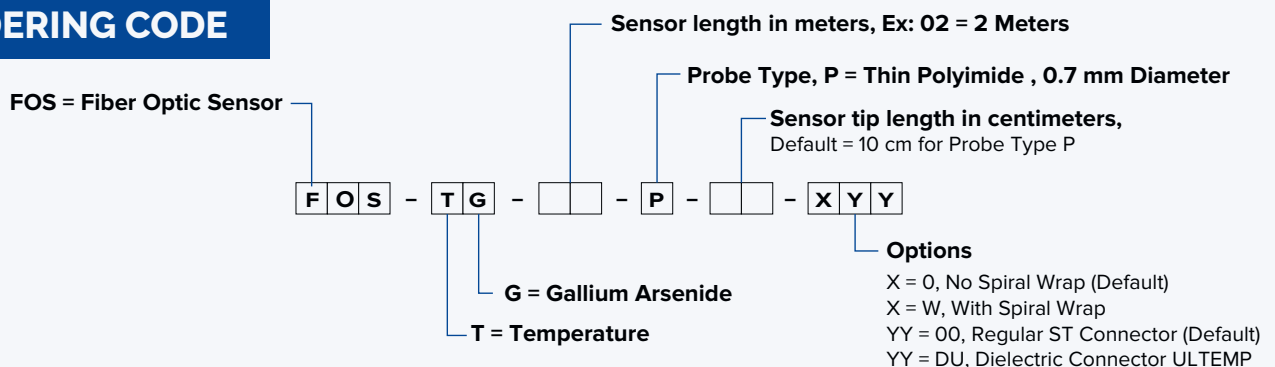 DERING CODE
Sensor length in meters, Ex: 02 = 2 Meters
Probe Type, P = Thin Polyimide , 0.7 mm Diameter
FOS = Fiber Optic Sensor
Sensor tip length in centimeters,
Default = 10 cm for Probe Type P
F O S - T G - - P - - X Y Y
Options
X = 0, No Spiral Wrap (Default)
G = Gallium Arsenide
X = W, With Spiral Wrap
T = Temperature
YY = 00, Regular ST Connector (Default)
YY = DU, Dielectric Connector ULTEMP